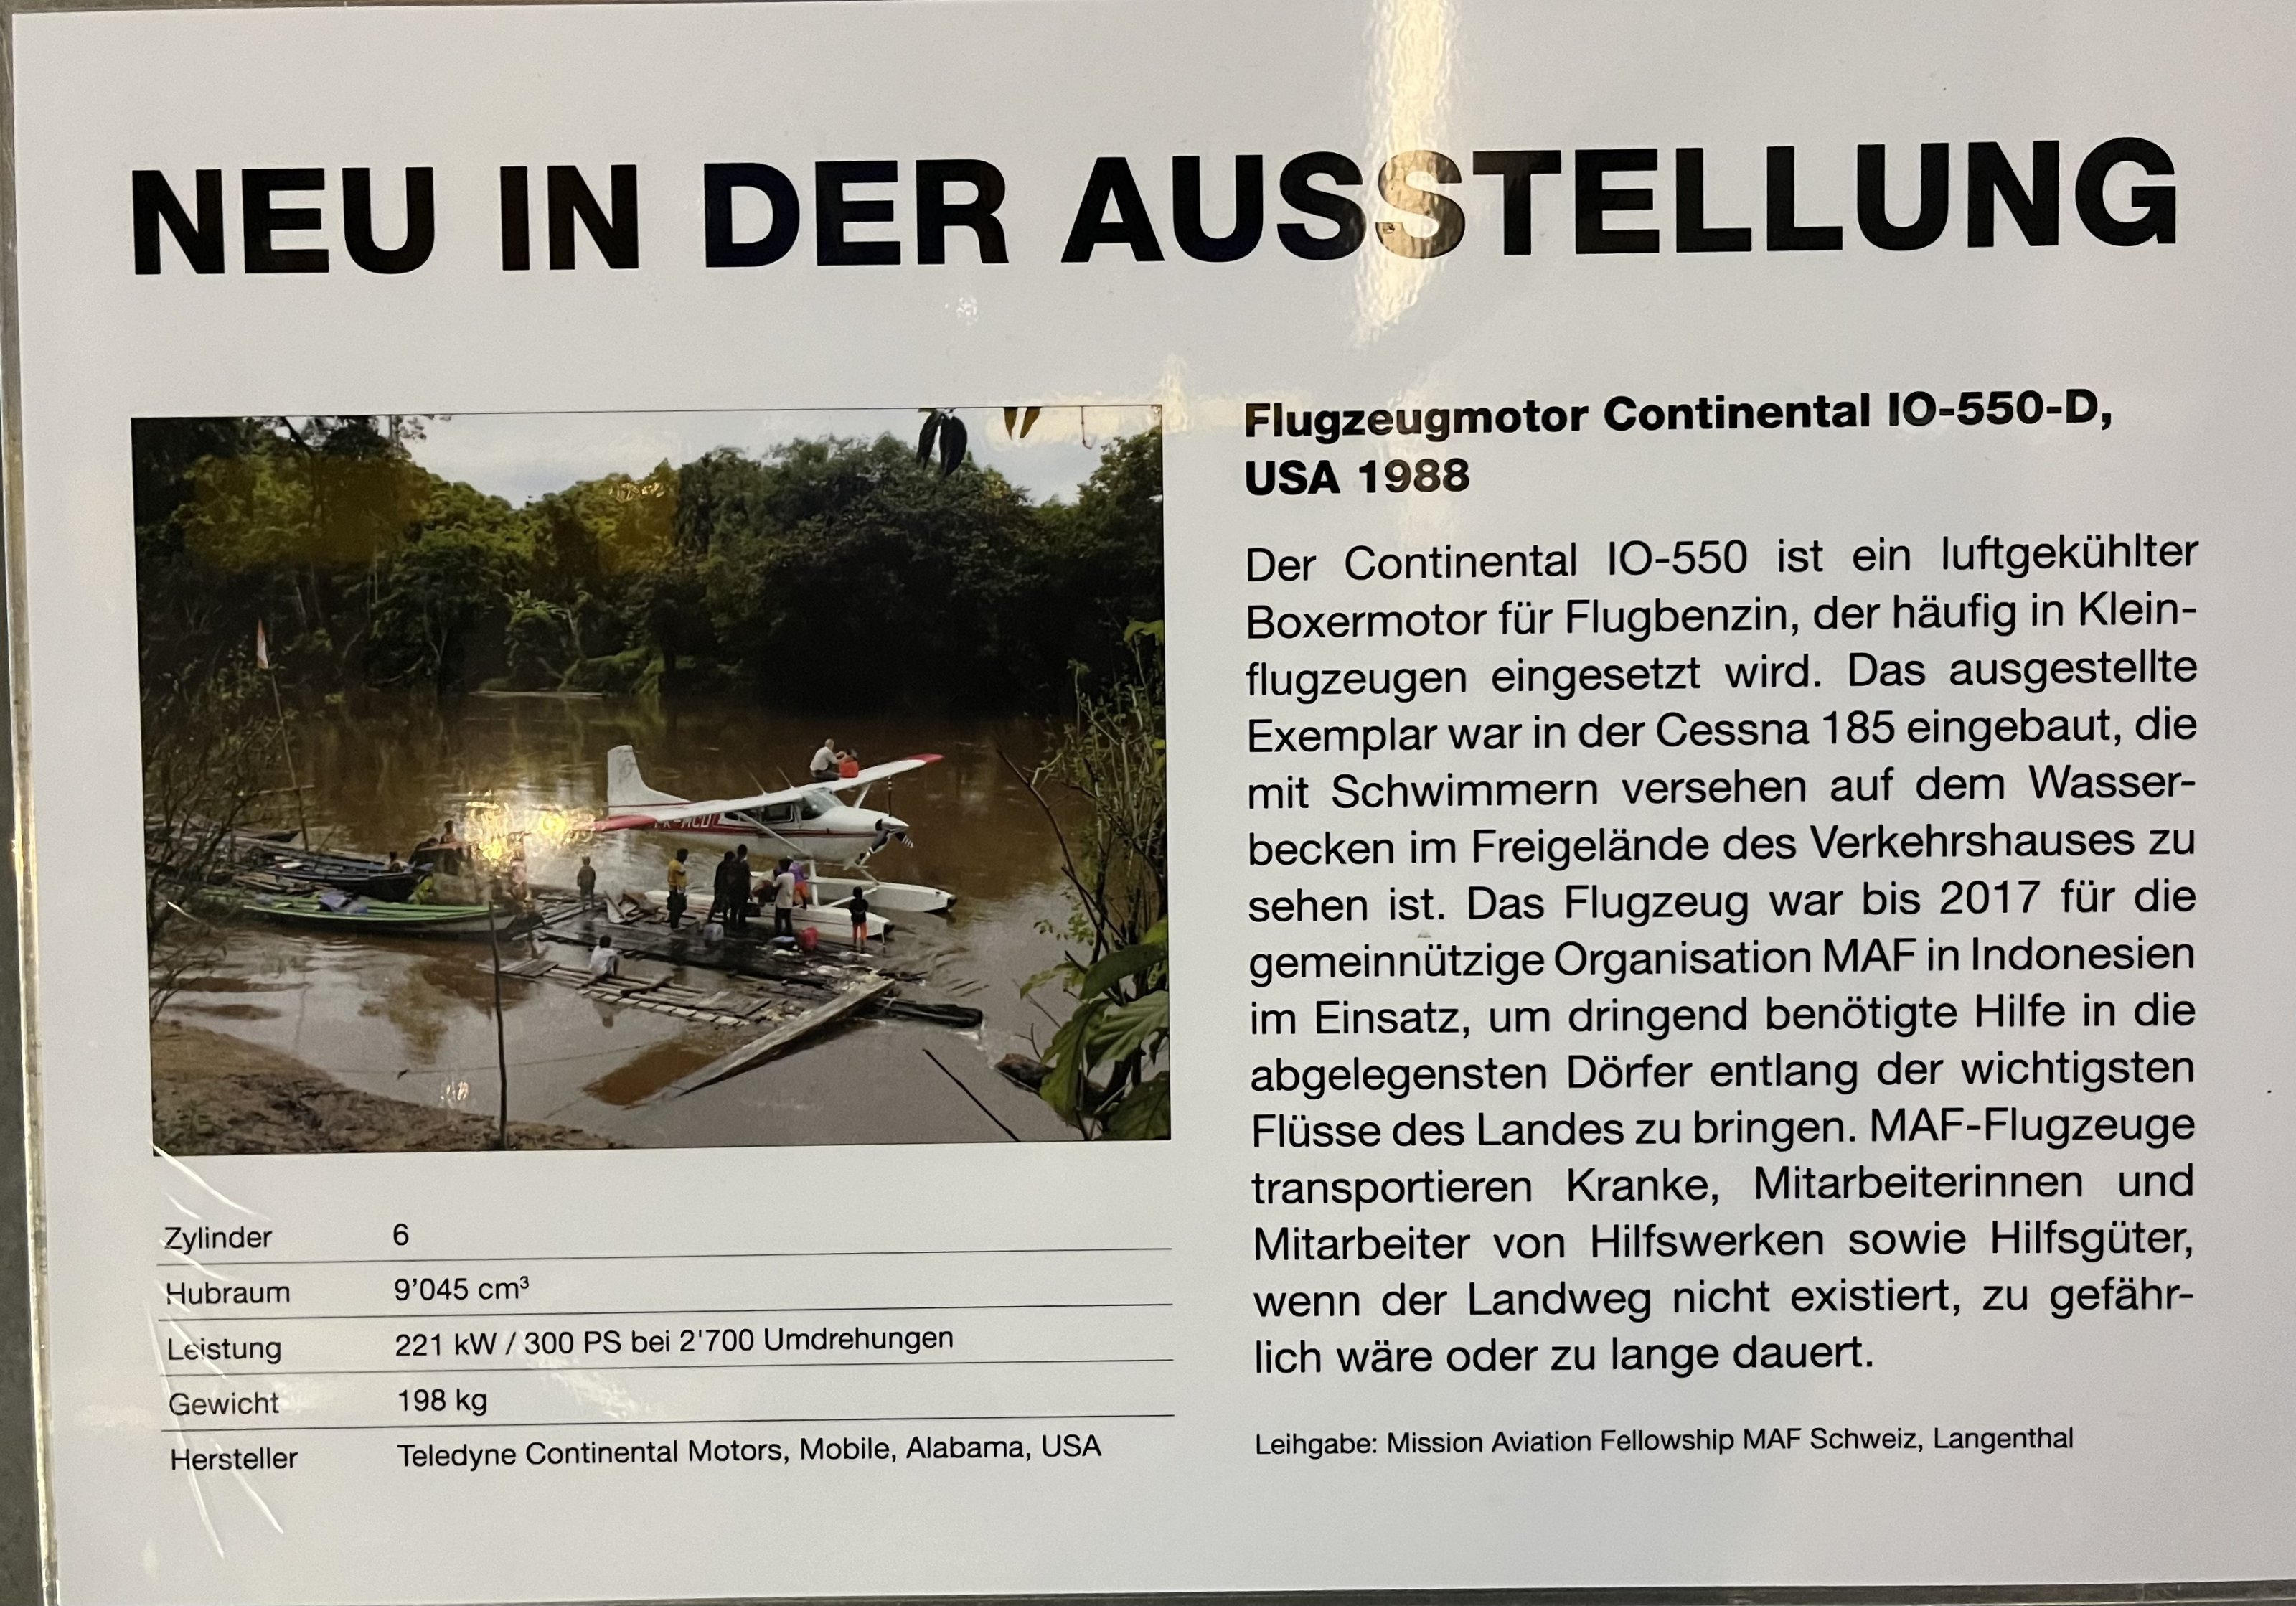 NEU IN DER AUSSTELLUNG
Flugzeugmotor Continental IO-550-D,
USA 1988
Der Continental IO-550 ist ein luftgekühlter
Boxermotor für Flugbenzin, der häufig in Klein-
flugzeugen eingesetzt wird. Das ausgestellte
Exemplar war in der Cessna 185 eingebaut, die
mit Schwimmern versehen auf dem Wasser-
becken im Freigelände des Verkehrshauses zu
sehen ist. Das Flugzeug war bis 2017 für die
gemeinnützige Organisation MAF in Indonesien
im Einsatz, um dringend benötigte Hilfe in die
abgelegensten Dörfer entlang der wichtigsten
Flüsse des Landes zu bringen. MAF-Flugzeuge
transportieren Kranke, Mitarbeiterinnen und
Mitarbeiter von Hilfswerken sowie Hilfsgüter,
wenn der Landweg nicht existiert, zu gefähr-
lich wäre oder zu lange dauert.
Leihgabe: Mission Aviation Fellowship MAF Schweiz, Langenthal
Zylinder 6
Hubraum 9'045 cm³
Leistung 221 kW / 300 PS bei 2'700 Umdrehungen
Gewicht 198 kg
Hersteller Teledyne Continental Motors, Mobile, Alabama, USA